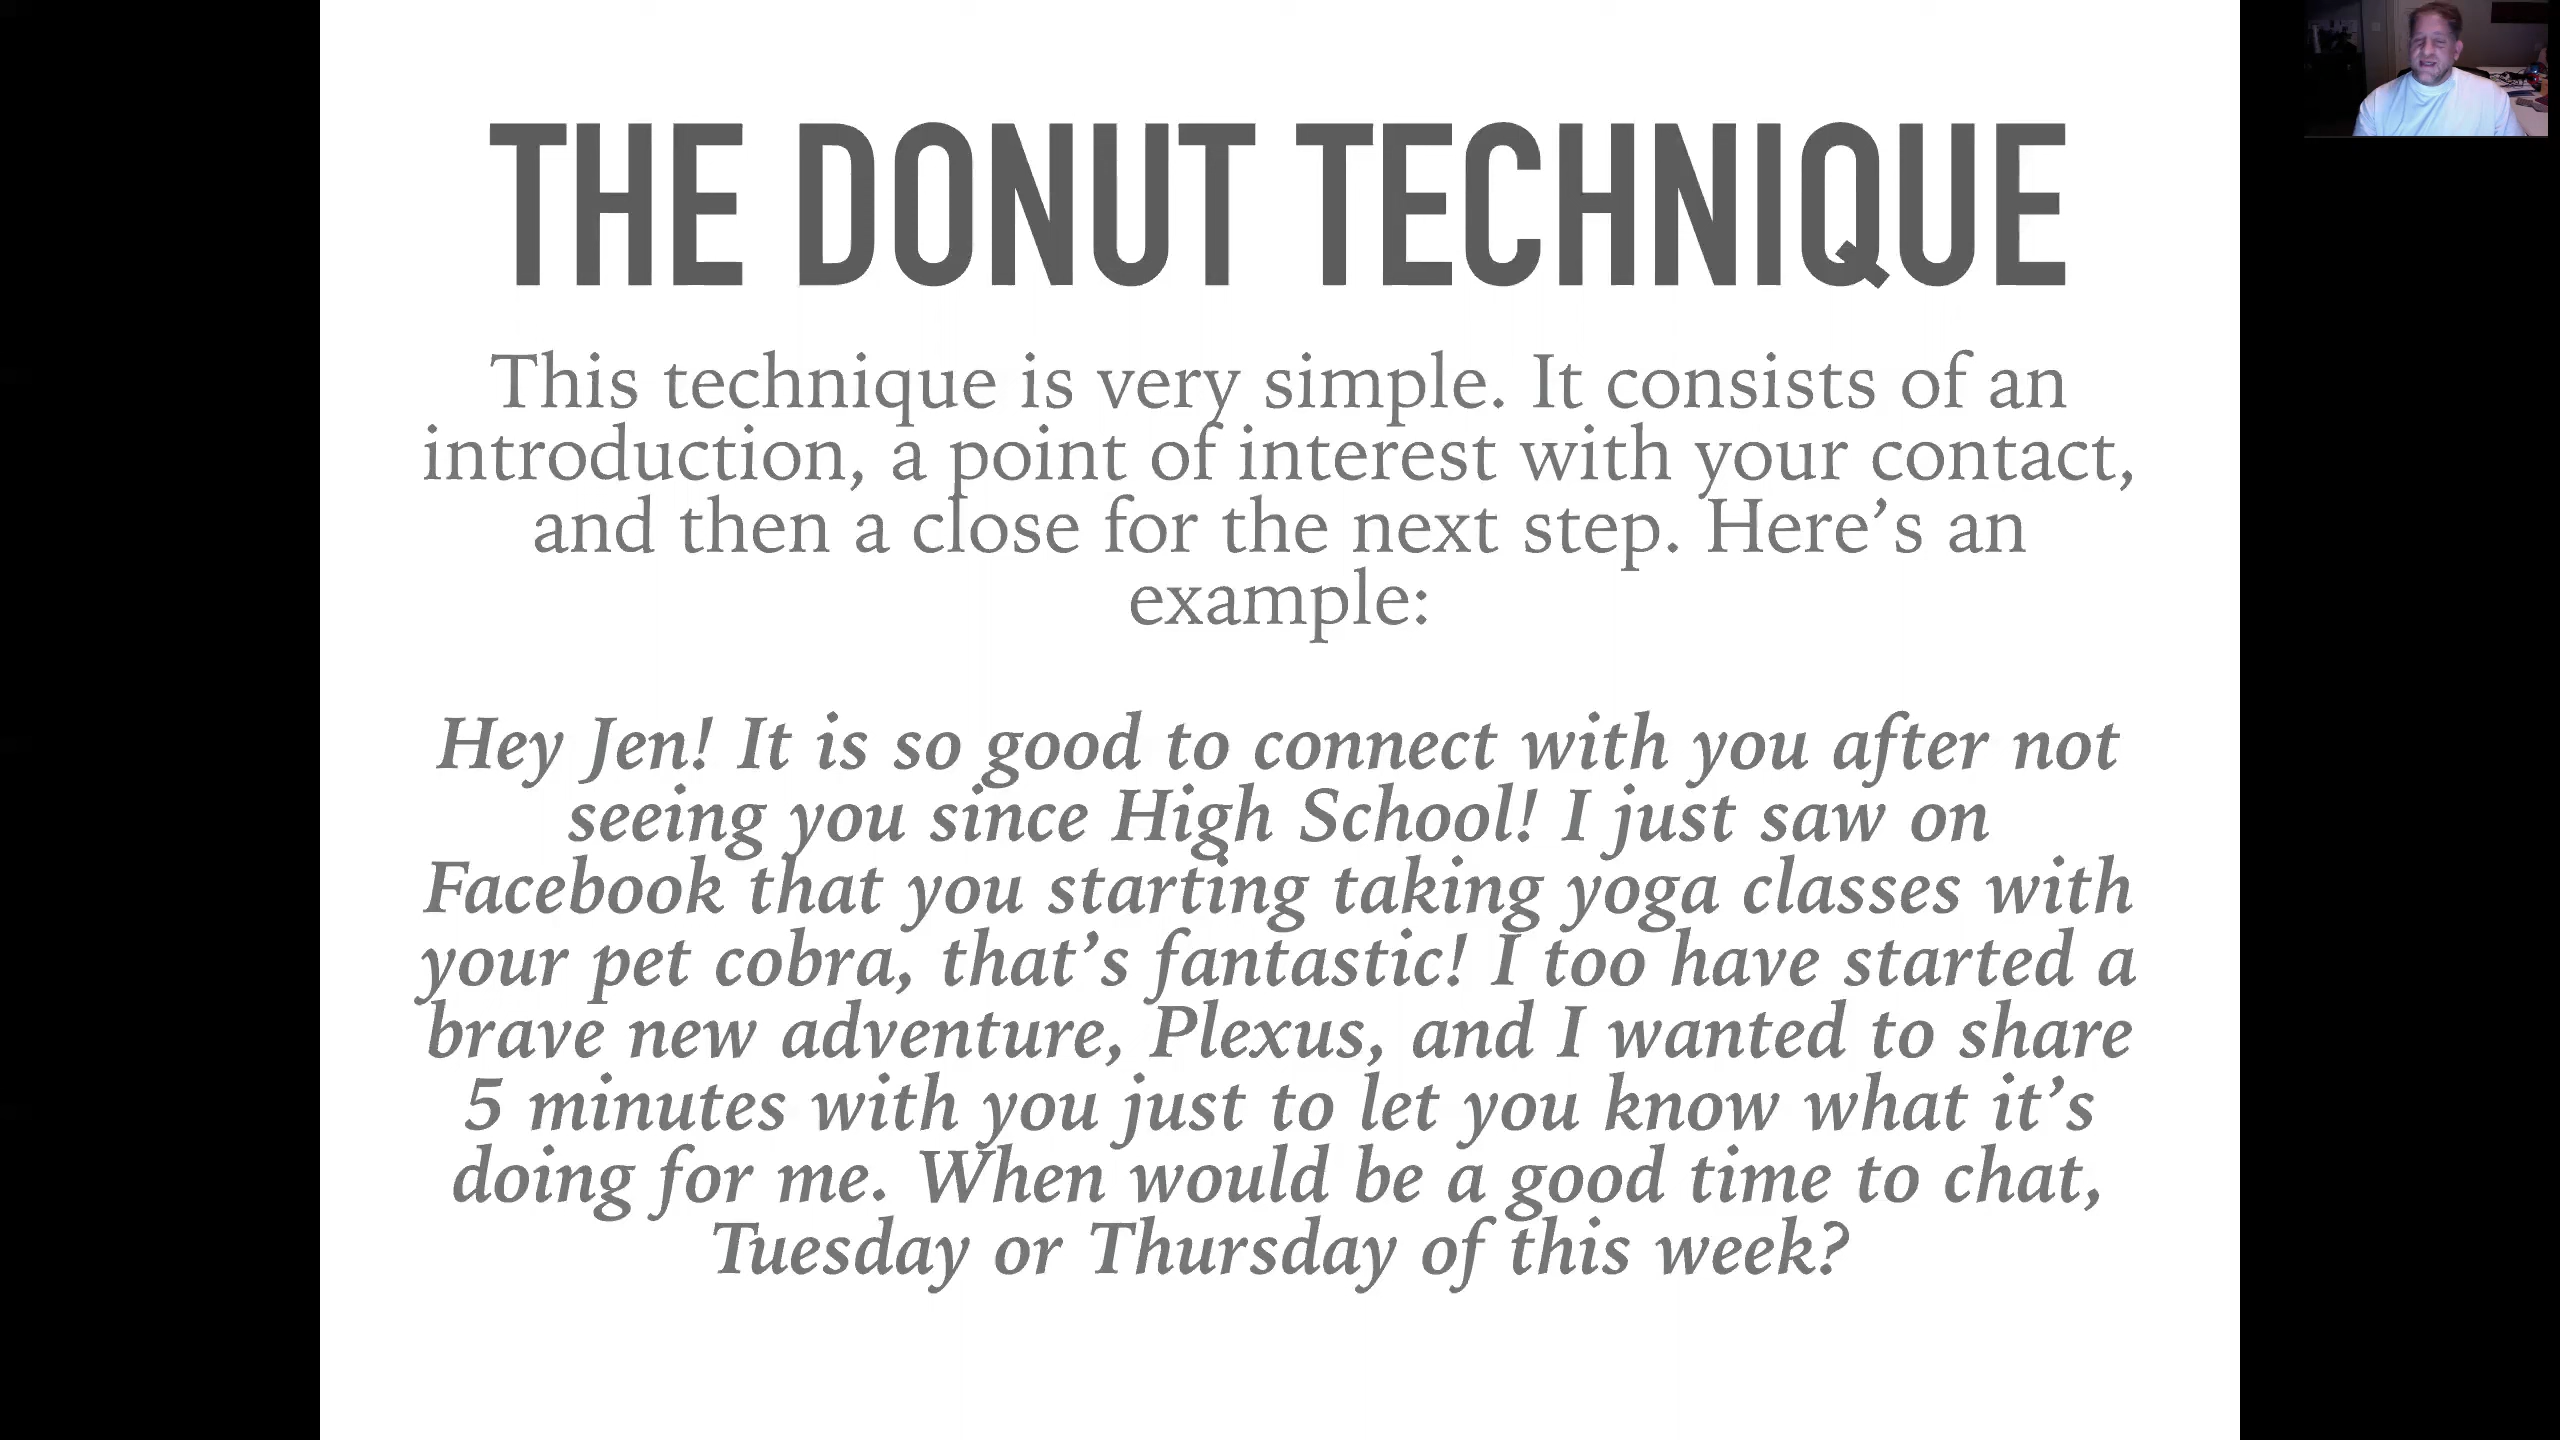 THE DONUT TECHNIQUE
This technique is very simple. It consists of an
introduction, a point of interest with your contact,
and then a close for the next step. Here’s an
example:
Hey Jen! It is so good to connect with you after not
seeing you since High School! I just saw on
Facebook that you starting taking yoga classes with
your pet cobra, that’s fantastic! I too have started a
brave new adventure, Plexus, and I wanted to share
5 minutes with you just to let you know what it’s
doing for me. When would be a good time to chat,
Tuesday or Thursday of this week?